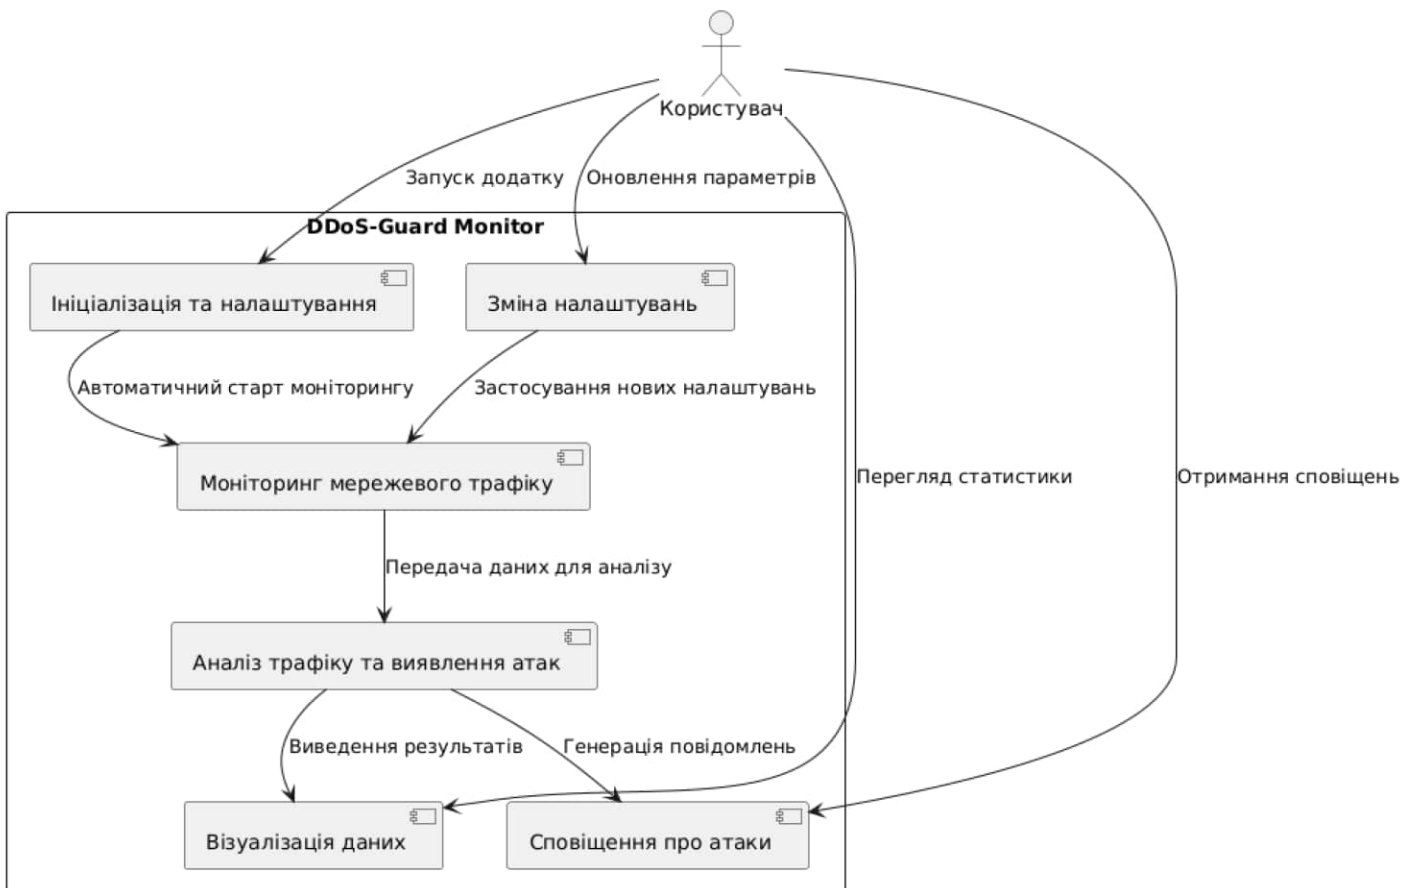 Користувач
Запуск додатку
Оновлення параметрів
DDoS-Guard Monitor
Ініціалізація та налаштування
Зміна налаштувань
Автоматичний старт моніторингу
Застосування нових налаштувань
Моніторинг мережевого трафіку
Перегляд статистики
Отримання сповіщень
Передача даних для аналізу
Аналіз трафіку та виявлення атак
Виведення результатів
Генерація повідомлень
Візуалізація даних
Сповіщення про атаки